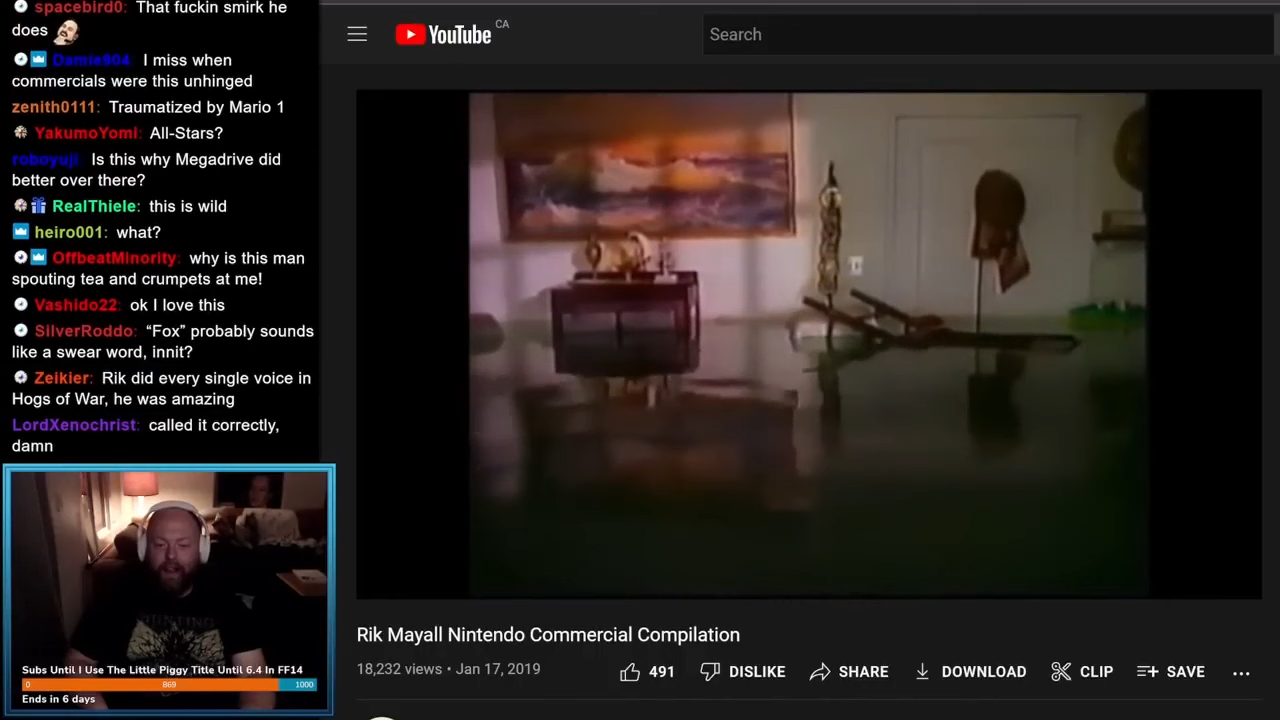 spacebird0: That fuckin smirk he
does
Damie904 I miss when
commercials were this unhinged
zenith0111: Traumatized by Mario 1
YakumoYomi: All-Stars?
roboyuji Is this why Megadrive did
better over there?
RealThiele: this is wild
heiro001: what?
OffbeatMinority: why is this man
spouting tea and crumpets at me!
Vashido22: ok I love this
SilverRoddo: “Fox” probably sounds
like a swear word, innit?
Zeikier: Rik did every single voice in
Hogs of War, he was amazing
LordXenochrist: called it correctly,
damn
Subs Until I Use The Little Piggy Title Until 6.4 In FF14
0 869 1000
Ends in 6 days
YouTube CA
Search
Rik Mayall Nintendo Commercial Compilation
18,232 views • Jan 17, 2019
491 DISLIKE SHARE DOWNLOAD CLIP SAVE